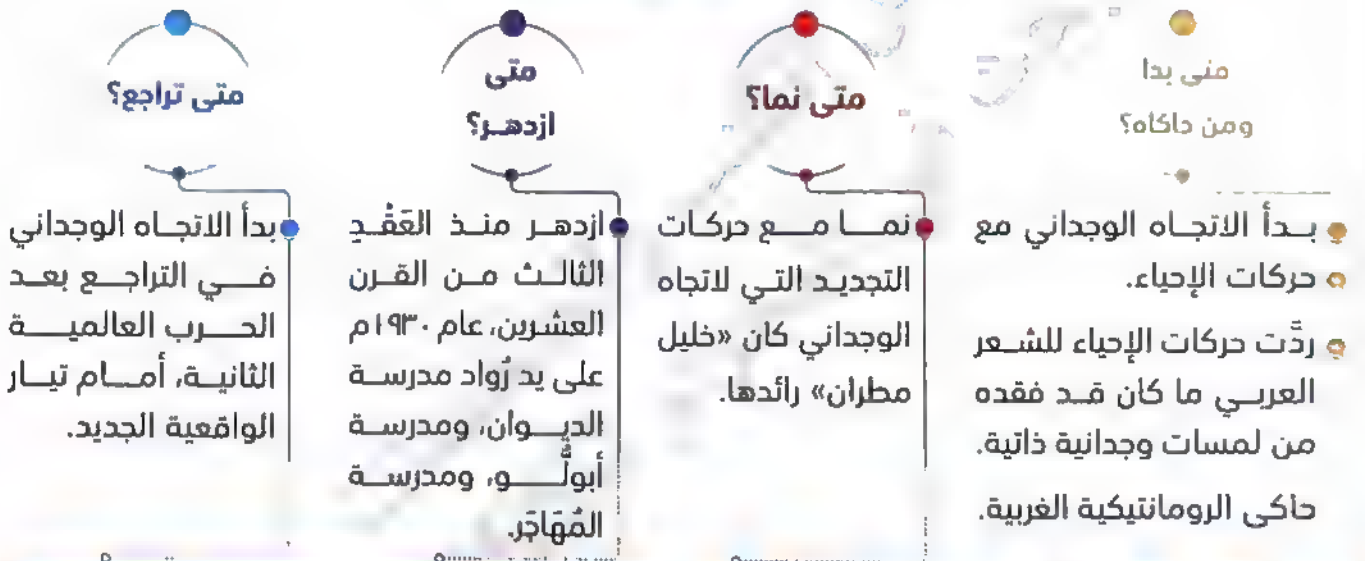 متى بدا
ومن حاكاه؟
بدأ الاتجاه الوجداني مع
حركات الإحياء.
ردَّت حركات الإحياء للشعر
العربي ما كان قد فقده
من لمسات وجدانية ذاتية.
حاكى الرومانتيكية الغربية.
متى نما؟
نما مع حركات
التجديد التي لاتجاه
الوجداني كان «خليل
مطران» رائدها.
متى
ازدهر؟
ازدهر منذ العَقْدِ
الثالث من القرن
العشرين، عام ١٩٣٠م
على يد رُواد مدرسة
الديوان، ومدرسة
أبولُّو، ومدرسة
المُهَاجَر.
متى تراجع؟
بدأ الاتجاه الوجداني
في التراجع بعد
الحرب العالمية
الثانية، أمام تيار
الواقعية الجديد.